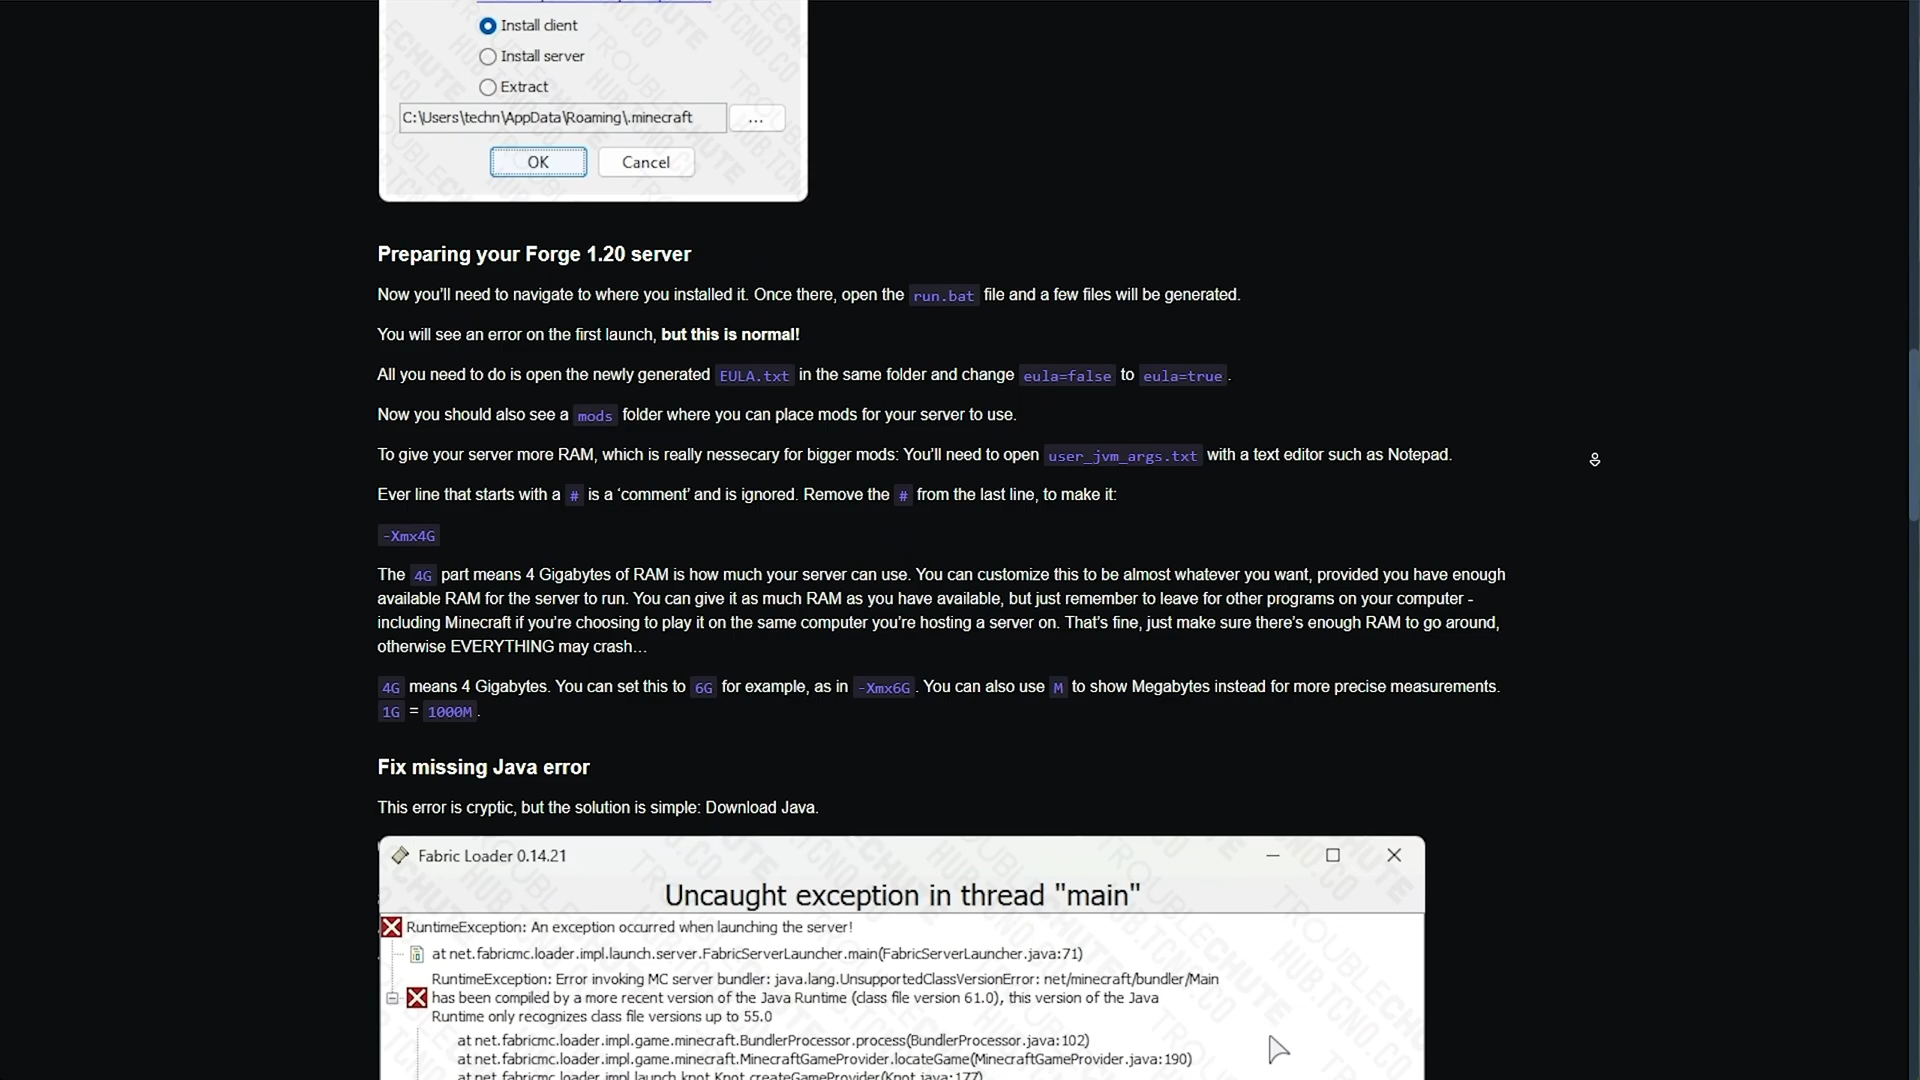 Install client
Install server
Extract
C:\Users\techn\AppData\Roaming\.minecraft
...
OK
Cancel
Preparing your Forge 1.20 server
Now you'll need to navigate to where you installed it. Once there, open the run.bat file and a few files will be generated.
You will see an error on the first launch, but this is normal!
All you need to do is open the newly generated EULA.txt in the same folder and change eula=false to eula=true.
Now you should also see a mods folder where you can place mods for your server to use.
To give your server more RAM, which is really nessecary for bigger mods: You'll need to open user_jvm_args.txt with a text editor such as Notepad.
Ever line that starts with a # is a ‘comment’ and is ignored. Remove the # from the last line, to make it:
-Xmx4G
The 4G part means 4 Gigabytes of RAM is how much your server can use. You can customize this to be almost whatever you want, provided you have enough
available RAM for the server to run. You can give it as much RAM as you have available, but just remember to leave for other programs on your computer -
including Minecraft if you're choosing to play it on the same computer you're hosting a server on. That's fine, just make sure there's enough RAM to go around,
otherwise EVERYTHING may crash…
4G means 4 Gigabytes. You can set this to 6G for example, as in -Xmx6G. You can also use M to show Megabytes instead for more precise measurements.
1G = 1000M.
Fix missing Java error
This error is cryptic, but the solution is simple: Download Java.
Fabric Loader 0.14.21
Uncaught exception in thread "main"
RuntimeException: An exception occurred when launching the server!
at net.fabricmc.loader.impl.launch.server.FabricServerLauncher.main(FabricServerLauncher.java:71)
RuntimeException: Error invoking MC server bundler: java.lang.UnsupportedClassVersionError: net/minecraft/bundler/Main
has been compiled by a more recent version of the Java Runtime (class file version 61.0), this version of the Java
Runtime only recognizes class file versions up to 55.0
at net.fabricmc.loader.impl.game.minecraft.BundlerProcessor.process(BundlerProcessor.java:102)
at net.fabricmc.loader.impl.game.minecraft.MinecraftGameProvider.locateGame(MinecraftGameProvider.java:190)
at net.fabricmc.loader.impl.launch.knot.Knot.createGameProvider(Knot.java:177)